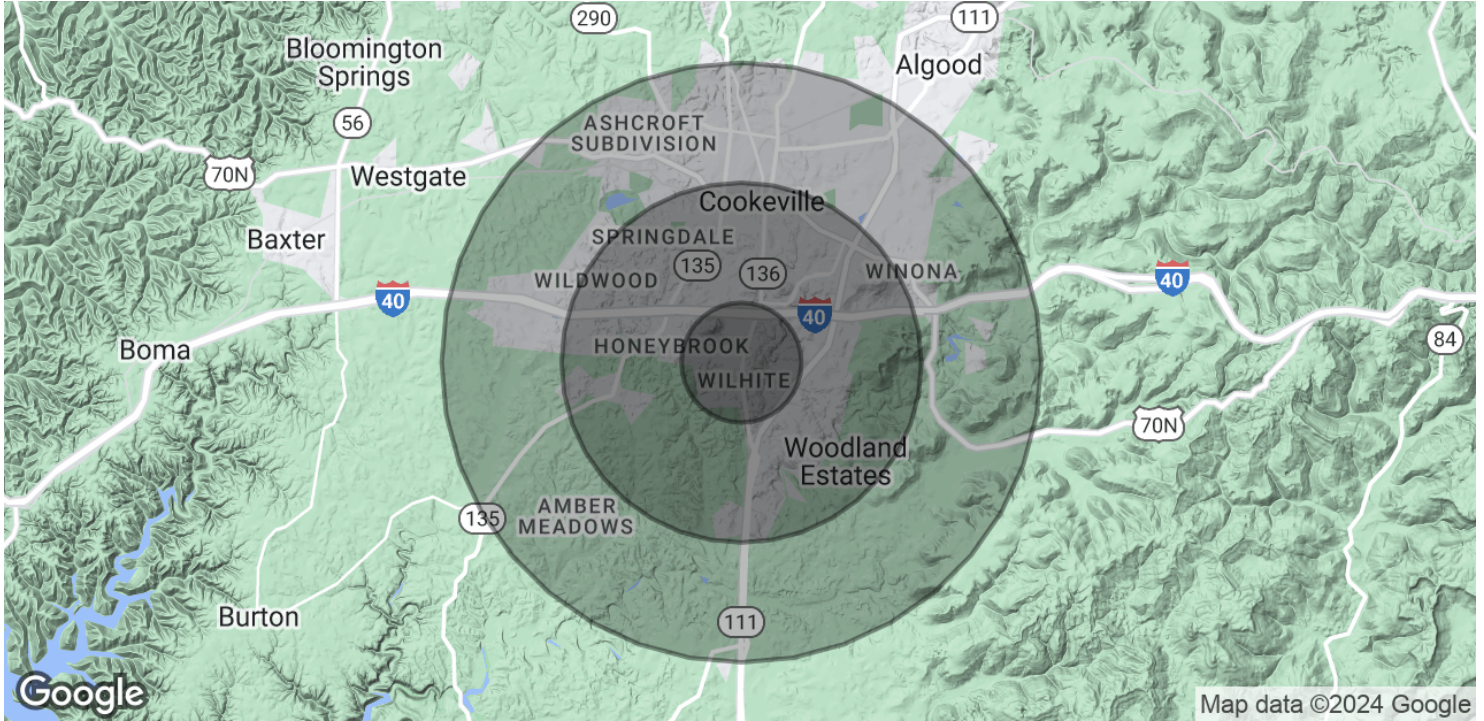 290
111
Bloomington
Springs
Algood
56
ASHCROFT
SUBDIVISION
70N
Westgate
Cookeville
Baxter
SPRINGDALE
135
136
WILDWOOD
WINONA
40
40
40
HONEYBROOK
84
Boma
WILHITE
70N
Woodland
Estates
AMBER
MEADOWS
135
Burton
111
Google
Map data ©2024 Google